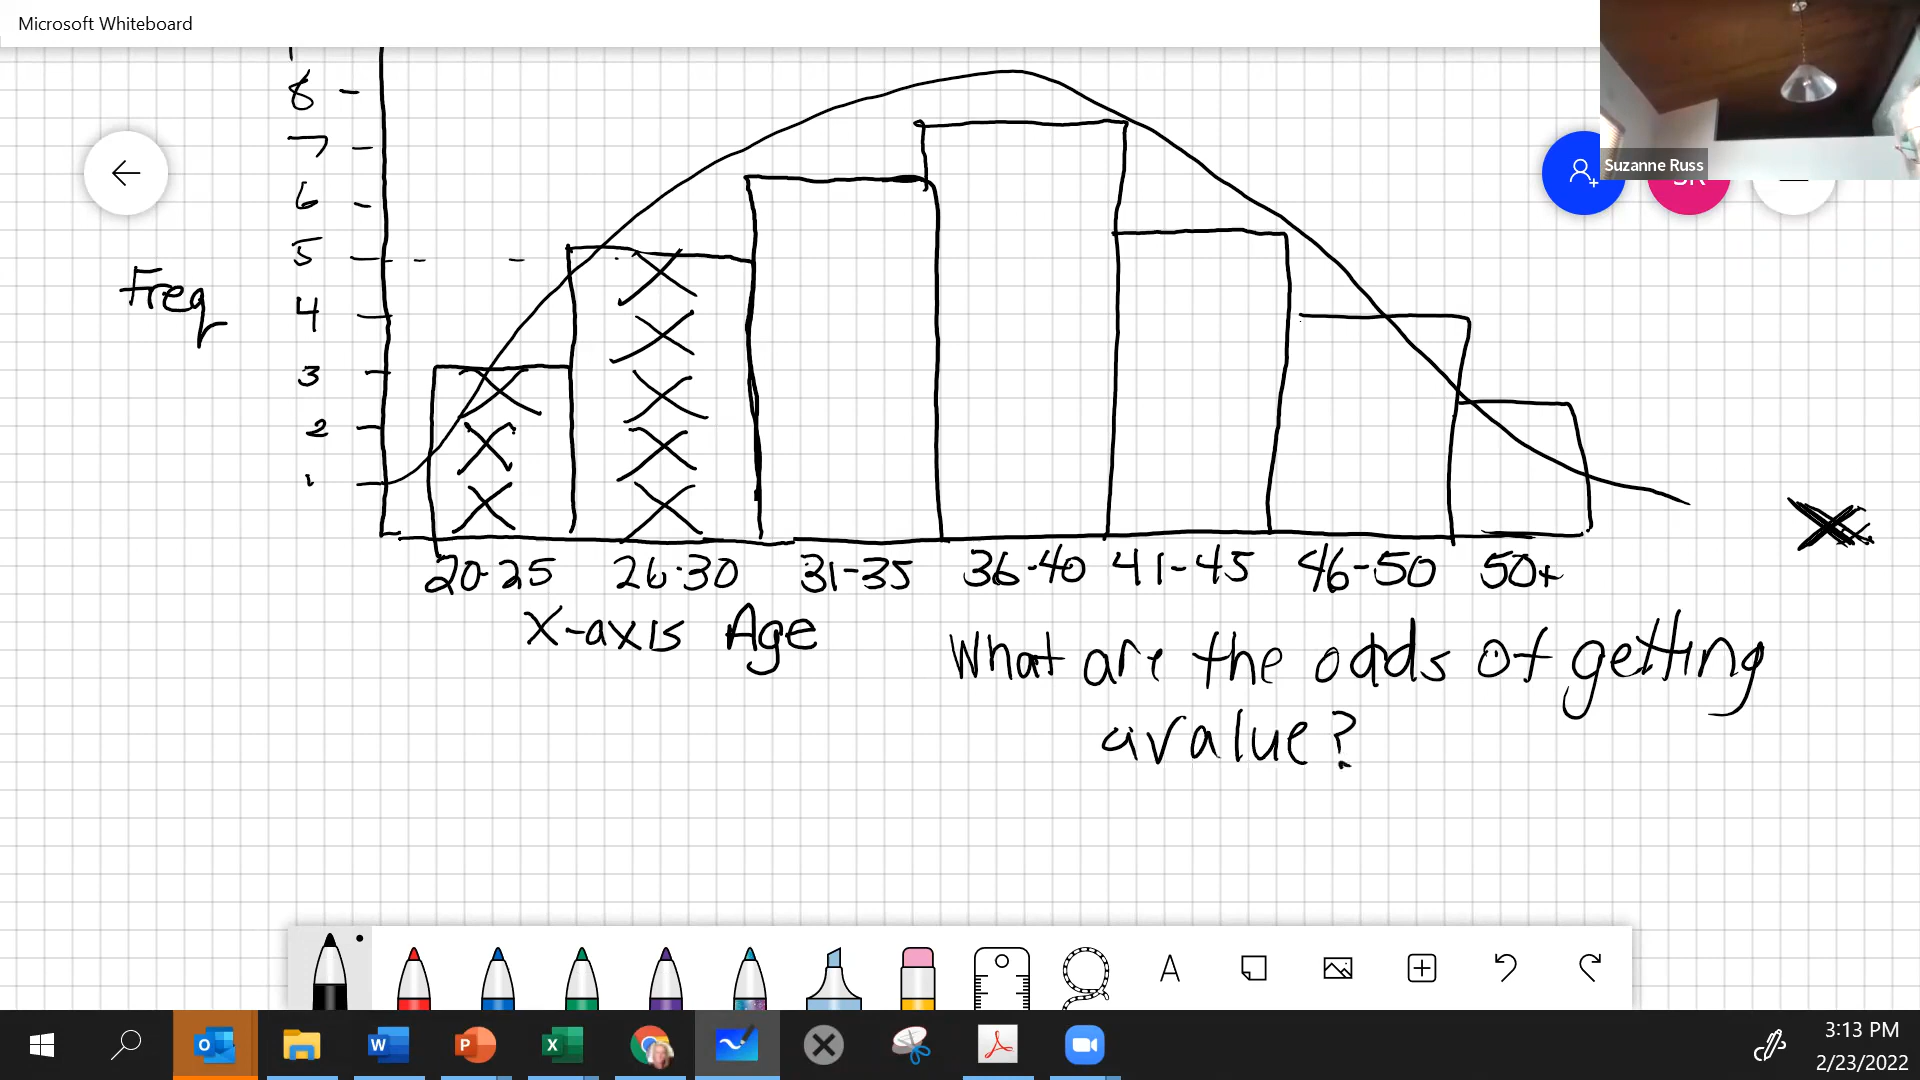 Microsoft Whiteboard
Suzanne Russ
8
7
6
5
Freq
4
3
2
1
20-25 26-30 31-35 36-40 41-45 46-50 50+
X-axis Age
What are the odds of getting
a value?
A
3:13 PM
2/23/2022